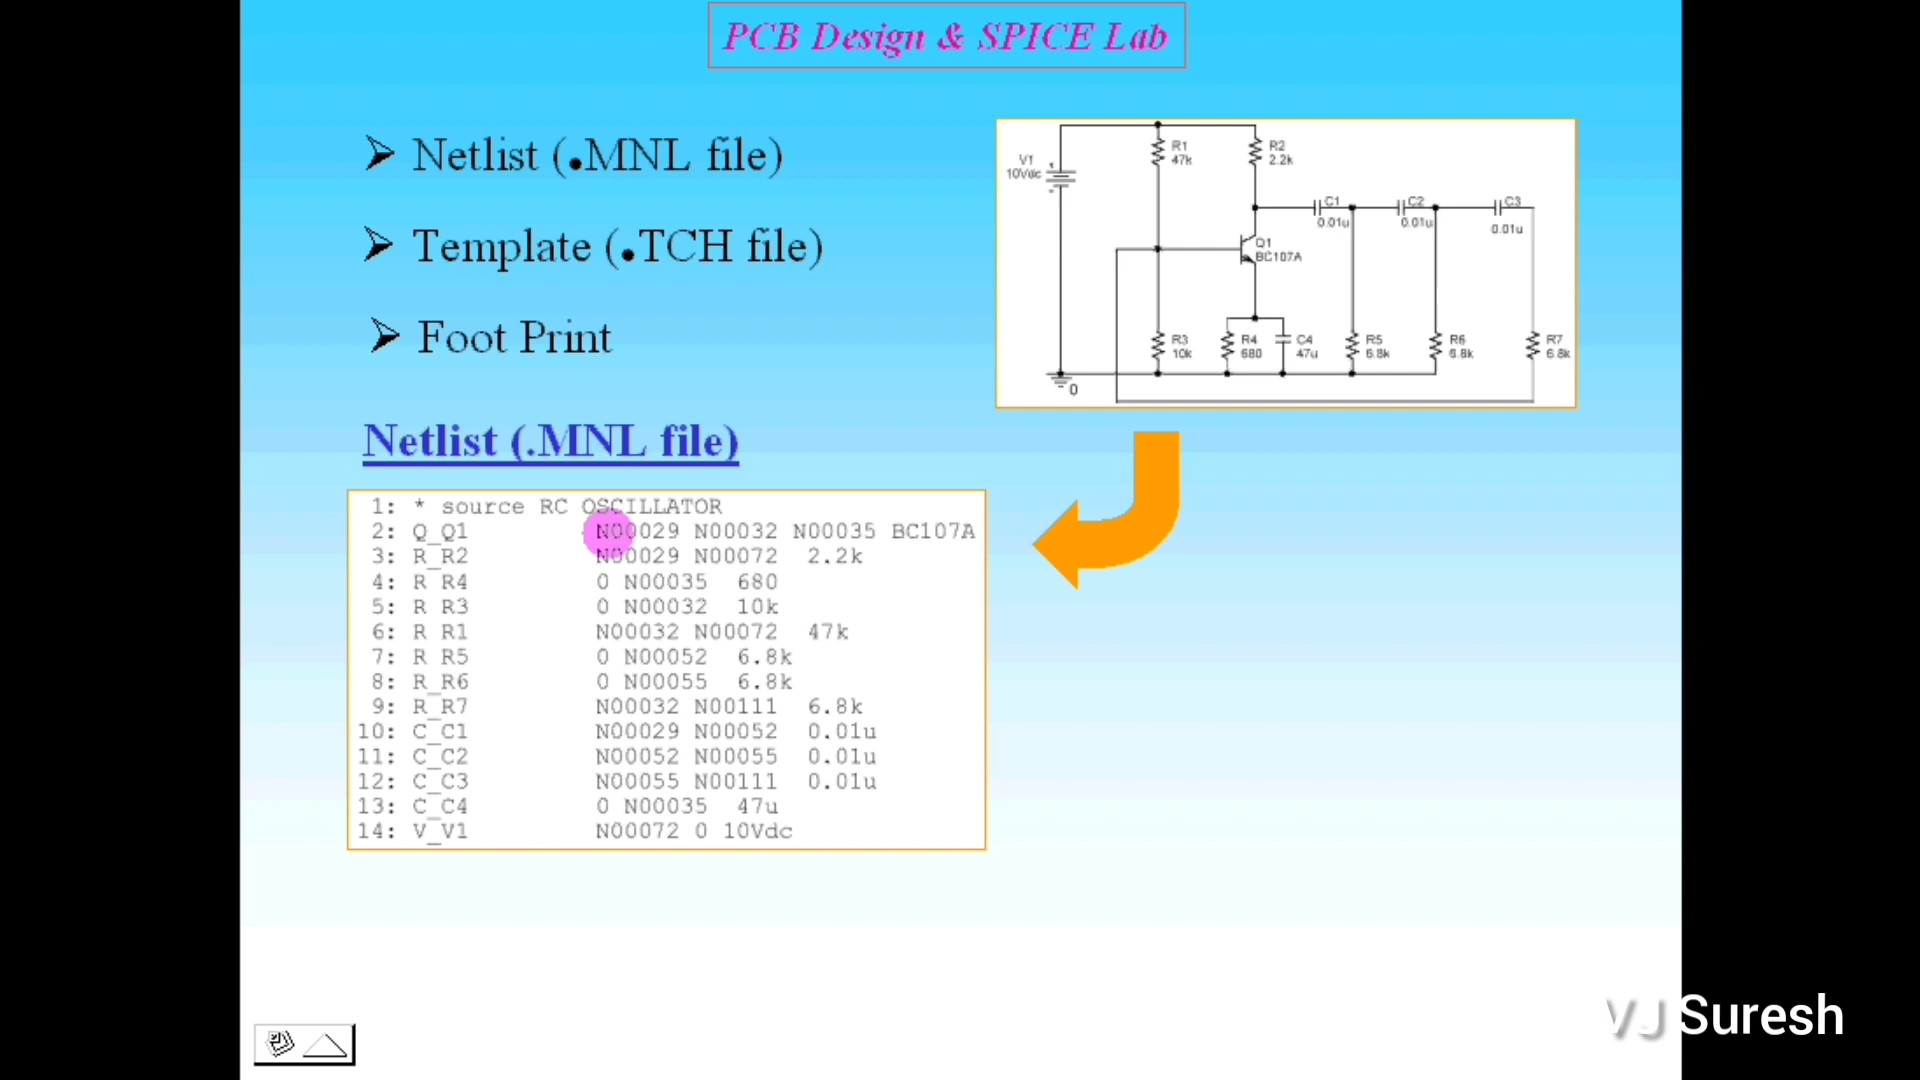 PCB Design & SPICE Lab
Netlist (.MNL file)
Template (.TCH file)
Foot Print
V1
10Vdc
R1
47k
R2
2.2k
C1
0.01u
C2
0.01u
C3
0.01u
Q1
BC107A
R3
10k
R4
680
C4
47u
R5
6.8k
R6
6.8k
R7
6.8k
0
Netlist (.MNL file)
1: * source RC OSCILLATOR
2: Q_Q1 N00029 N00032 N00035 BC107A
3: R_R2 N00029 N00072 2.2k
4: R_R4 0 N00035 680
5: R_R3 0 N00032 10k
6: R_R1 N00032 N00072 47k
7: R_R5 0 N00052 6.8k
8: R_R6 0 N00055 6.8k
9: R_R7 N00032 N00111 6.8k
10: C_C1 N00029 N00052 0.01u
11: C_C2 N00052 N00055 0.01u
12: C_C3 N00055 N00111 0.01u
13: C_C4 0 N00035 47u
14: V_V1 N00072 0 10Vdc
VJ Suresh